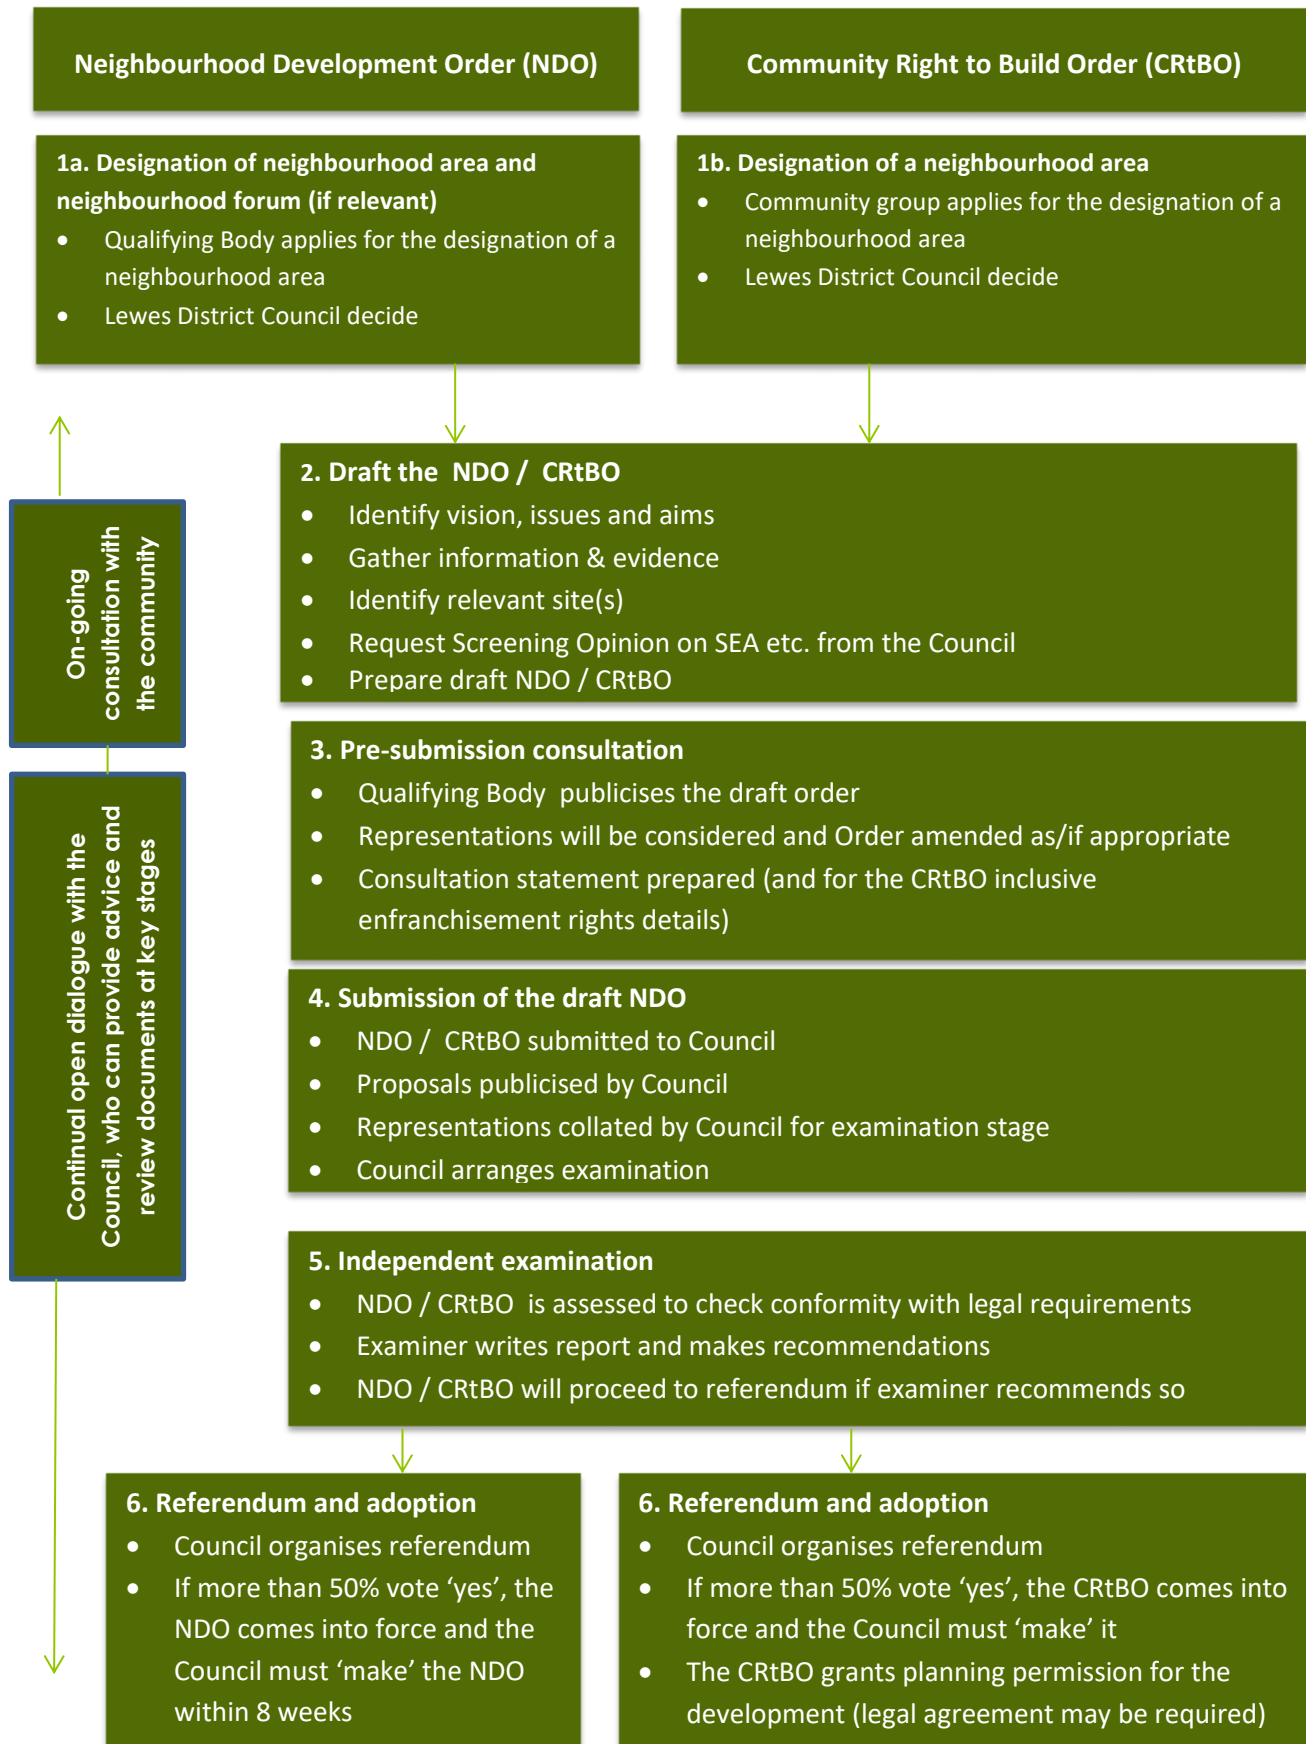 Neighbourhood Development Order (NDO)
Community Right to Build Order (CRtBO)
1a. Designation of neighbourhood area and
neighbourhood forum (if relevant)
• Qualifying Body applies for the designation of a
neighbourhood area
• Lewes District Council decide
1b. Designation of a neighbourhood area
• Community group applies for the designation of a
neighbourhood area
• Lewes District Council decide
On-going
consultation with
the community
Continual open dialogue with the
Council, who can provide advice and
review documents at key stages
2. Draft the NDO / CRtBO
• Identify vision, issues and aims
• Gather information & evidence
• Identify relevant site(s)
• Request Screening Opinion on SEA etc. from the Council
• Prepare draft NDO / CRtBO
3. Pre-submission consultation
• Qualifying Body publicises the draft order
• Representations will be considered and Order amended as/if appropriate
• Consultation statement prepared (and for the CRtBO inclusive
enfranchisement rights details)
4. Submission of the draft NDO
• NDO / CRtBO submitted to Council
• Proposals publicised by Council
• Representations collated by Council for examination stage
• Council arranges examination
5. Independent examination
• NDO / CRtBO is assessed to check conformity with legal requirements
• Examiner writes report and makes recommendations
• NDO / CRtBO will proceed to referendum if examiner recommends so
6. Referendum and adoption
• Council organises referendum
• If more than 50% vote ‘yes’, the
NDO comes into force and the
Council must ‘make’ the NDO
within 8 weeks
6. Referendum and adoption
• Council organises referendum
• If more than 50% vote ‘yes’, the CRtBO comes into
force and the Council must ‘make’ it
• The CRtBO grants planning permission for the
development (legal agreement may be required)